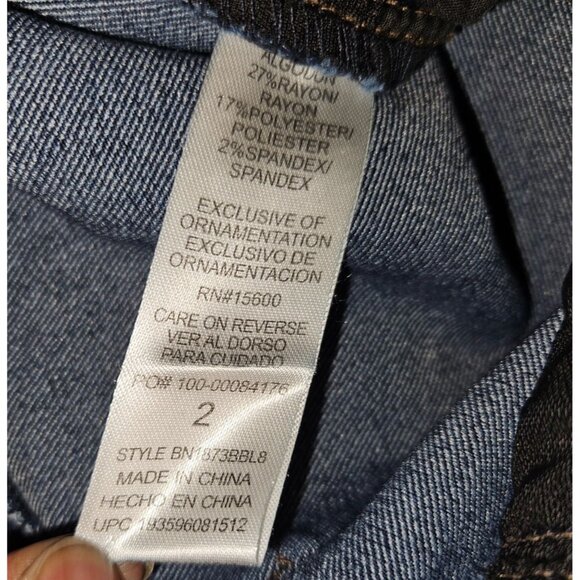 ALGODON/
27%RAYON/
RAYON
17%POLYESTER/
POLIESTER
2%SPANDEX/
SPANDEX
EXCLUSIVE OF
ORNAMENTATION
EXCLUSIVO DE
ORNAMENTACION
RN#15600
CARE ON REVERSE
VER AL DORSO
PARA CUIDADO
PO# 100-00084176
2
STYLE BN1873BBL8
MADE IN CHINA
HECHO EN CHINA
UPC 193596081512